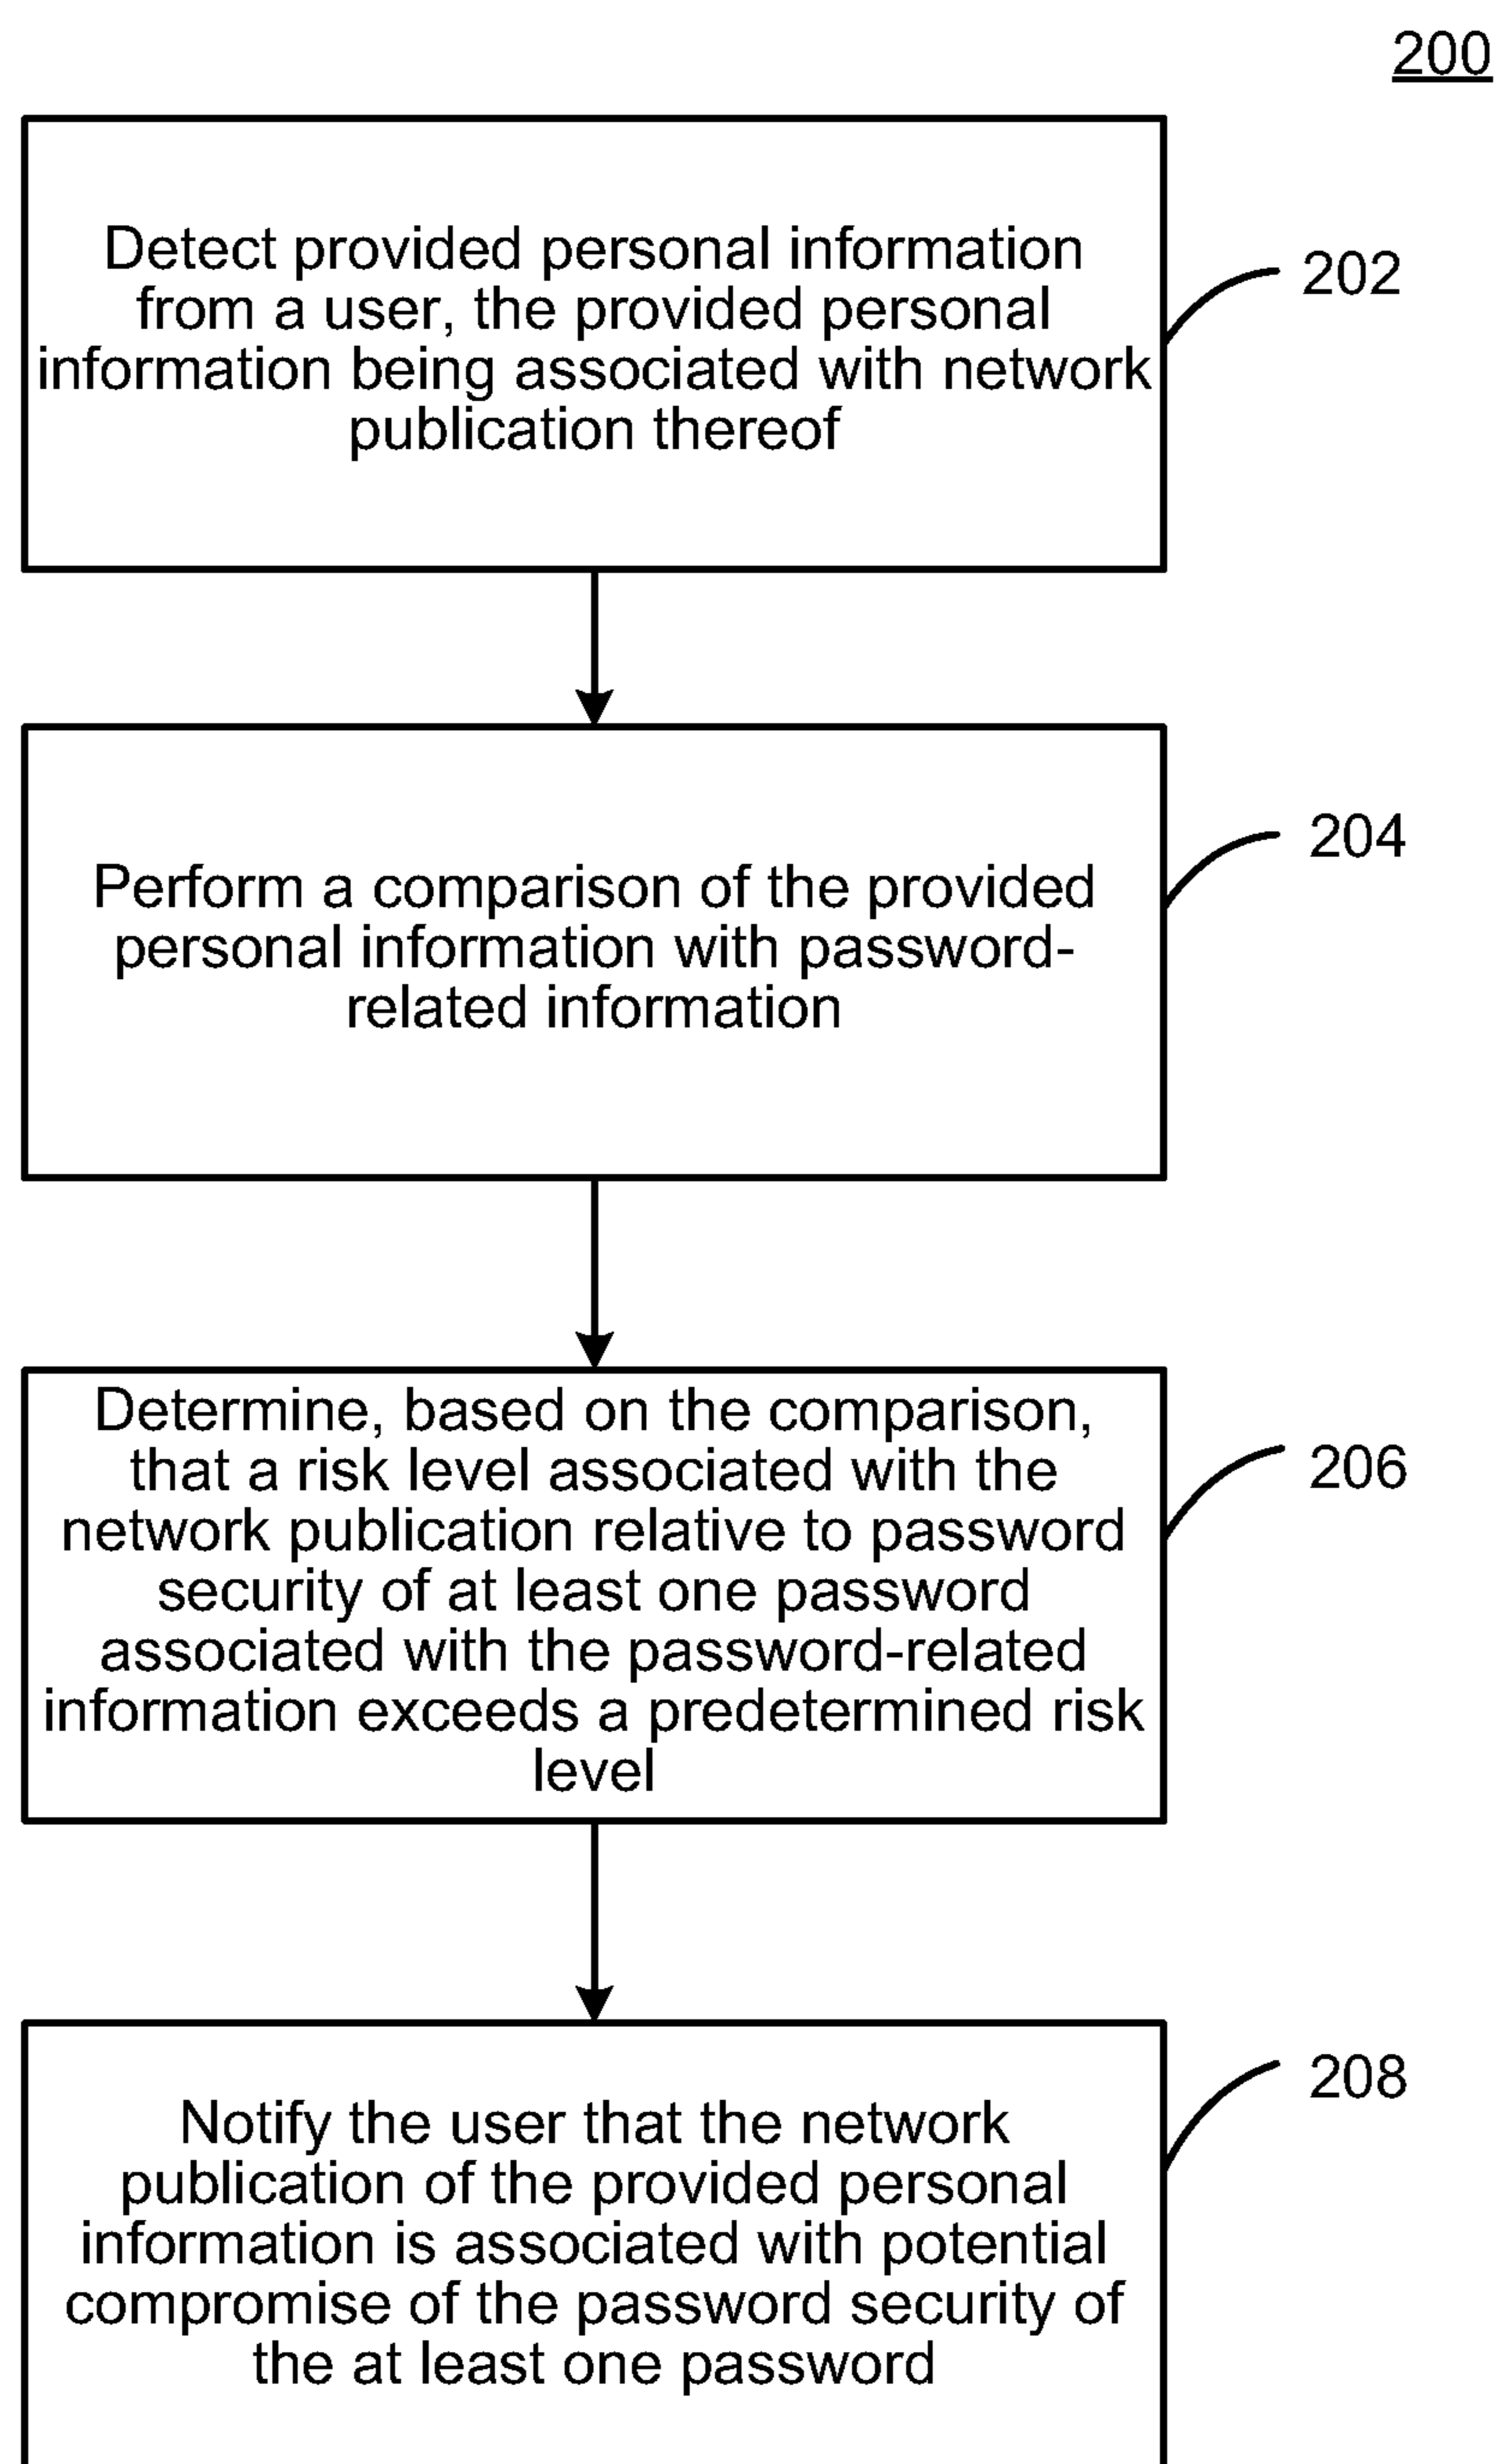 200
Detect provided personal information
from a user, the provided personal
information being associated with network
publication thereof
202
Perform a comparison of the provided
personal information with password-
related information
204
Determine, based on the comparison,
that a risk level associated with the
network publication relative to password
security of at least one password
associated with the password-related
information exceeds a predetermined risk
level
206
Notify the user that the network
publication of the provided personal
information is associated with potential
compromise of the password security of
the at least one password
208